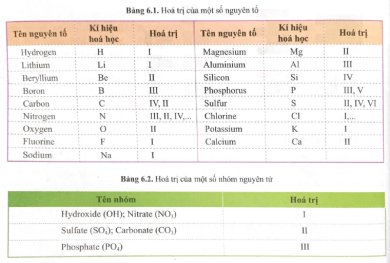 Bảng 6.1. Hoá trị của một số nguyên tố
Tên nguyên tố Kí hiệu hoá học Hoá trị Tên nguyên tố Kí hiệu hoá học Hoá trị
Hydrogen H I Magnesium Mg II
Lithium Li I Aluminium Al III
Beryllium Be II Silicon Si IV
Boron B III Phosphorus P III, V
Carbon C IV, II Sulfur S II, IV, VI
Nitrogen N III, II, IV,... Chlorine Cl I,...
Oxygen O II Potassium K I
Fluorine F I Calcium Ca II
Sodium Na I
Bảng 6.2. Hoá trị của một số nhóm nguyên tử
Tên nhóm Hoá trị
Hydroxide (OH); Nitrate (NO₃) I
Sulfate (SO₄); Carbonate (CO₃) II
Phosphate (PO₄) III